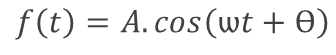 f(t) = A.cos(ωt + Θ)